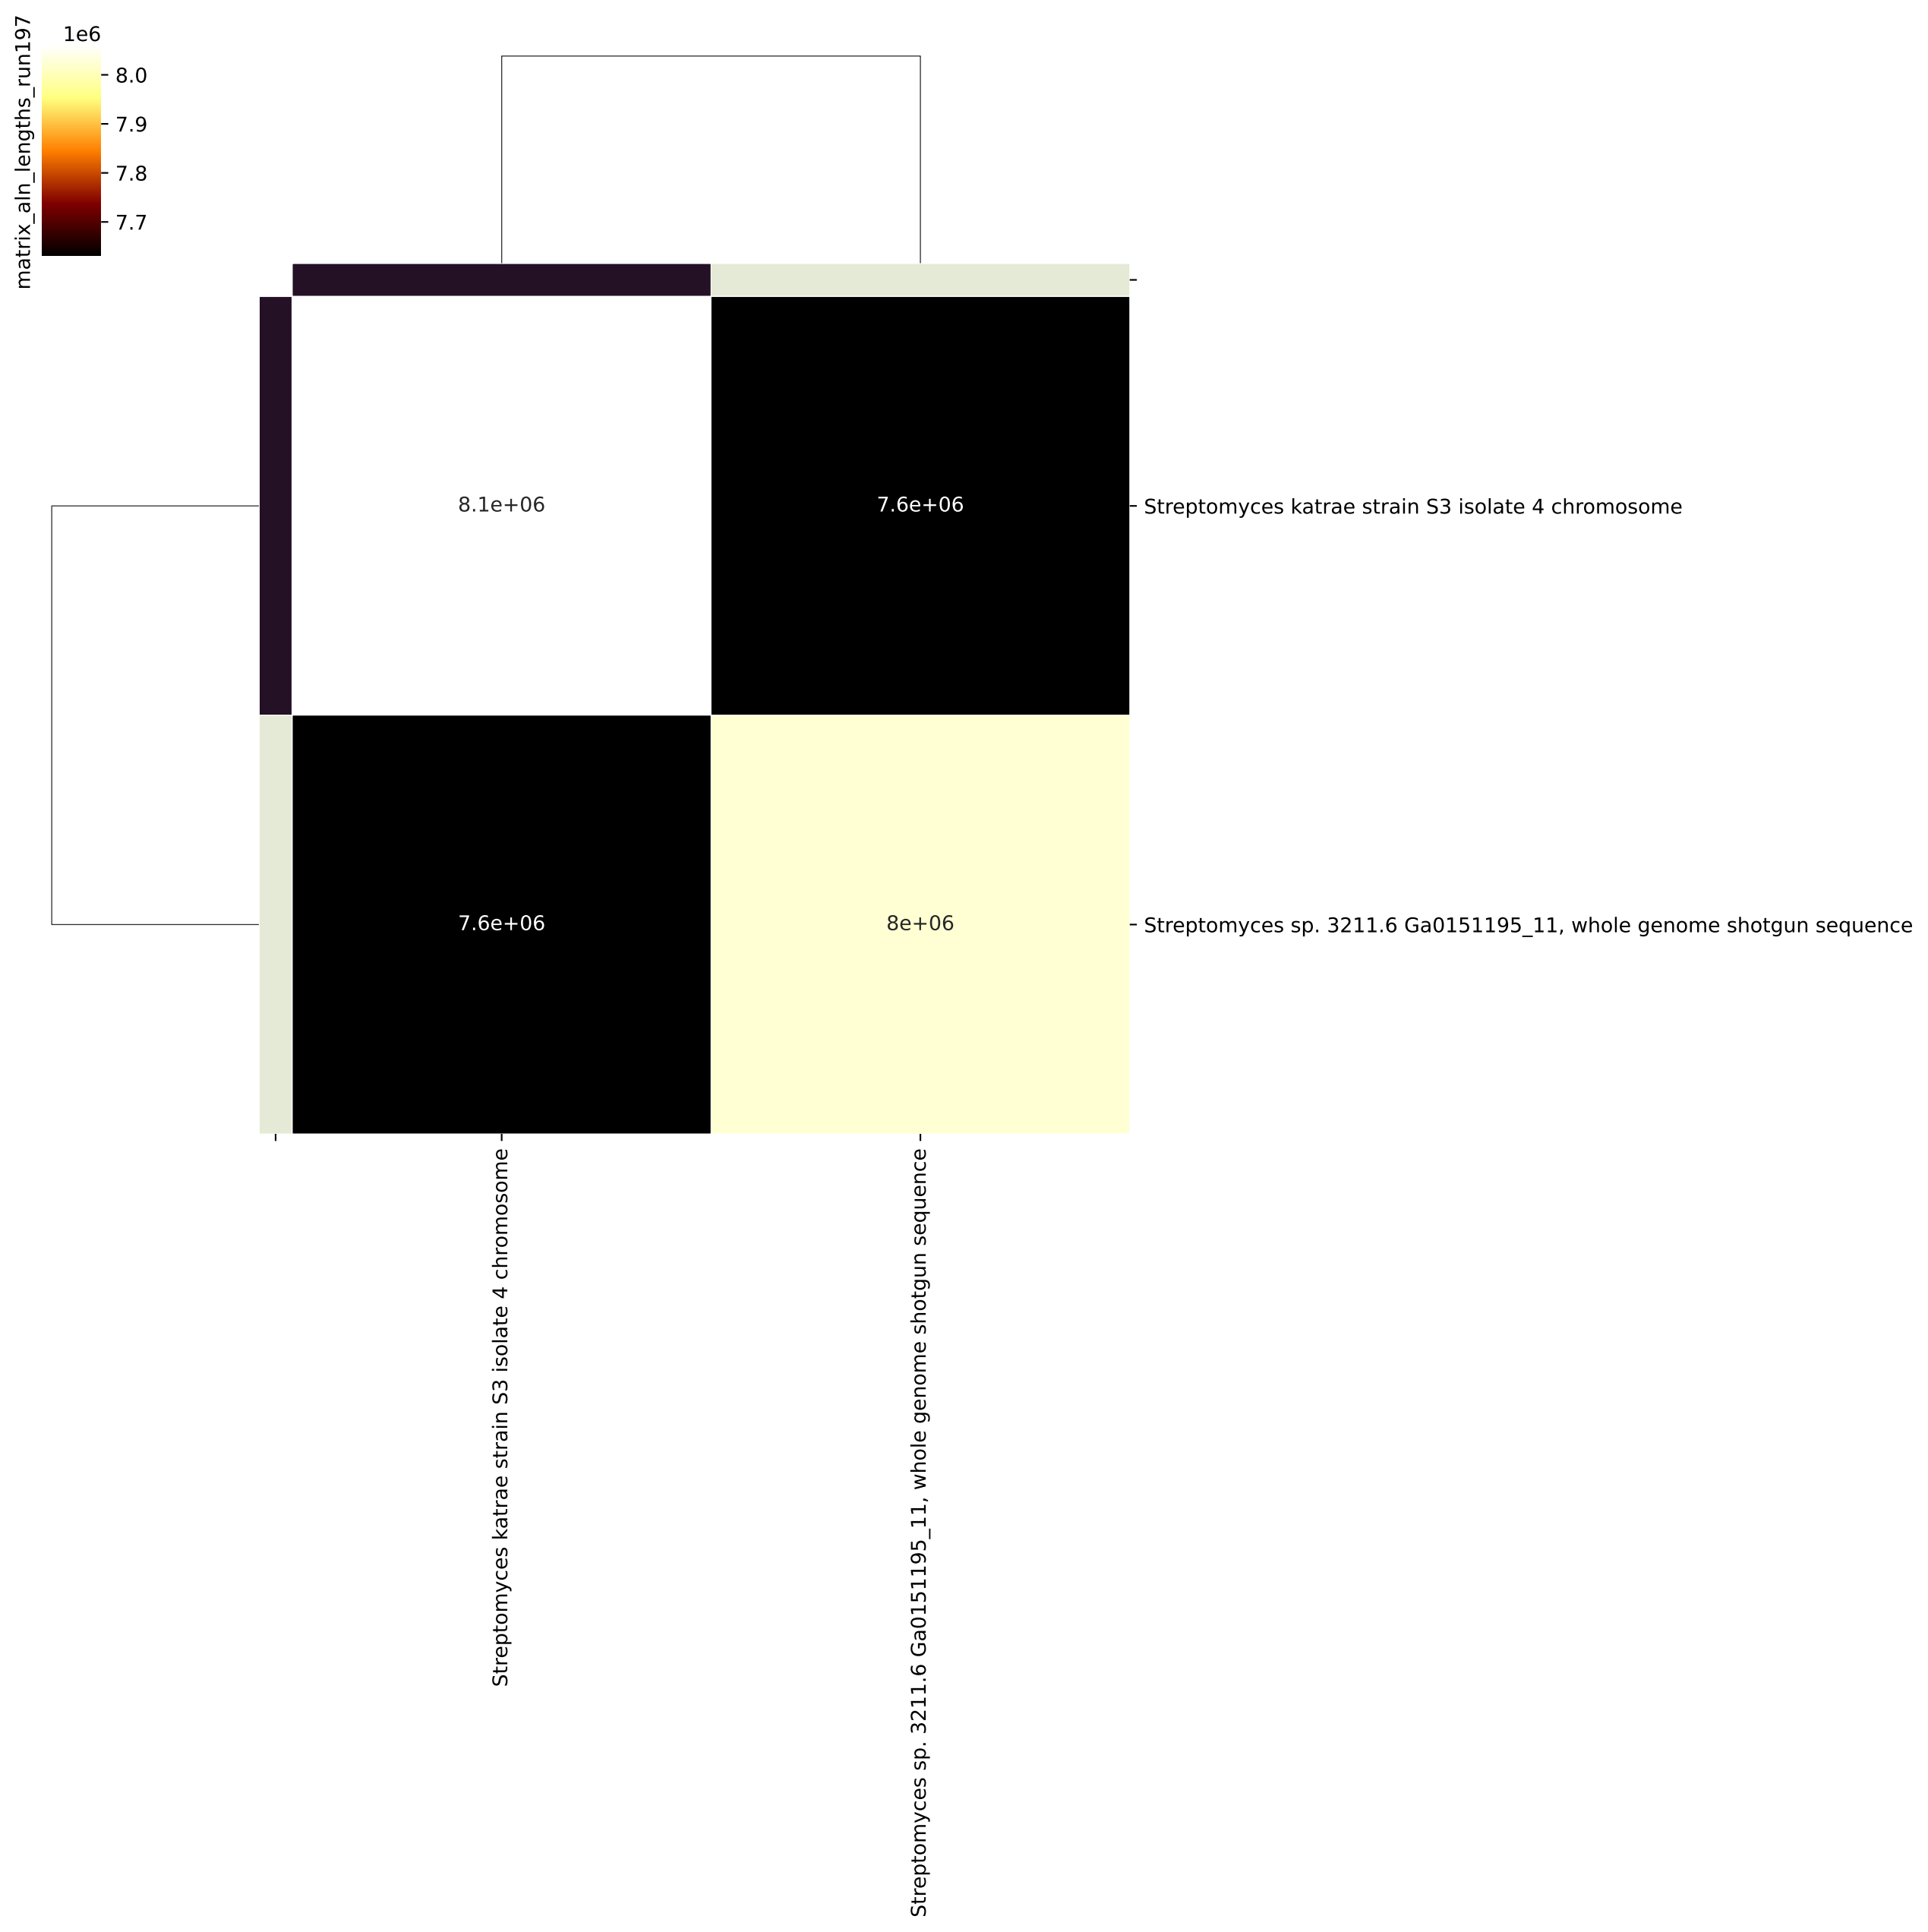 matrix_aln_lengths_run197
1e6
8.0
7.9
7.8
7.7
8.1e+06
7.6e+06
Streptomyces katrae strain S3 isolate 4 chromosome
7.6e+06
8e+06
Streptomyces sp. 3211.6 Ga0151195_11, whole genome shotgun sequence
Streptomyces katrae strain S3 isolate 4 chromosome
Streptomyces sp. 3211.6 Ga0151195_11, whole genome shotgun sequence